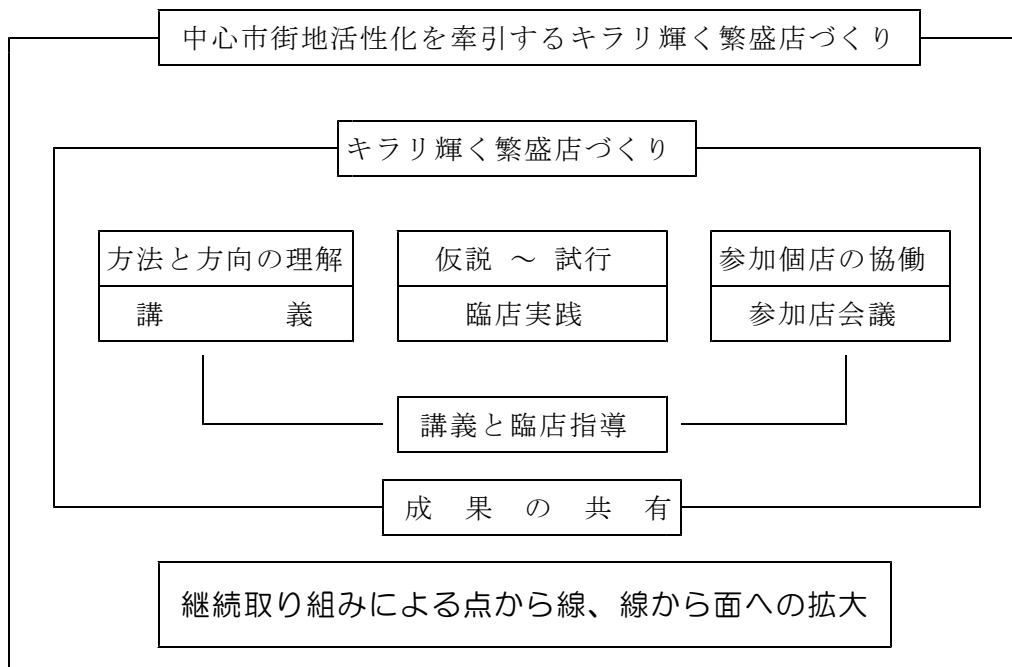 中心市街地活性化を牽引するキラリ輝く繁盛店づくり
キラリ輝く繁盛店づくり
方法と方向の理解
講　　義
仮説 ～ 試行
臨店実践
参加個店の協働
参加店会議
講義と臨店指導
成 果 の 共 有
継続取り組みによる点から線、線から面への拡大